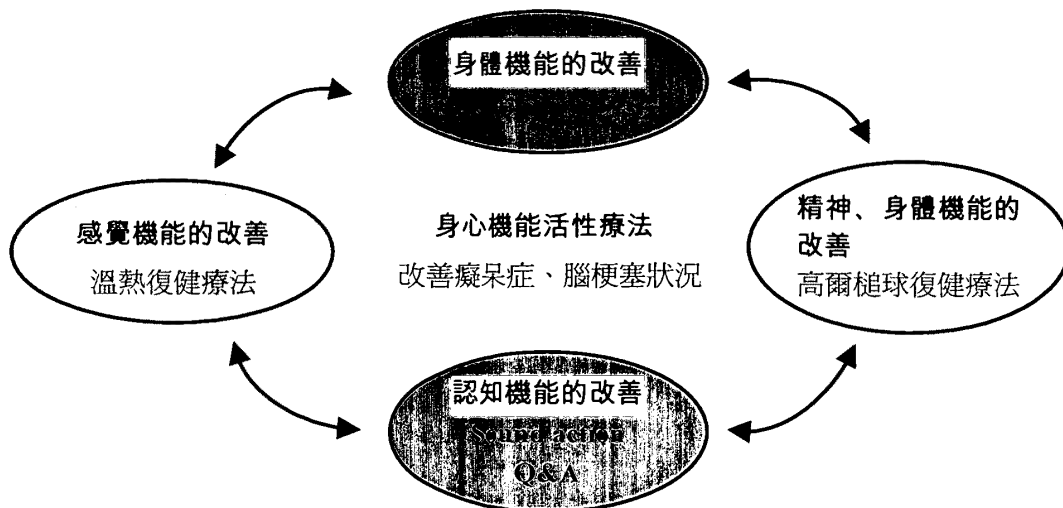 身體機能的改善
感覺機能的改善
溫熱復健療法
身心機能活性療法
改善癡呆症、腦梗塞狀況
精神、身體機能的
改善
高爾槌球復健療法
認知機能的改善
Sound action
Q&A